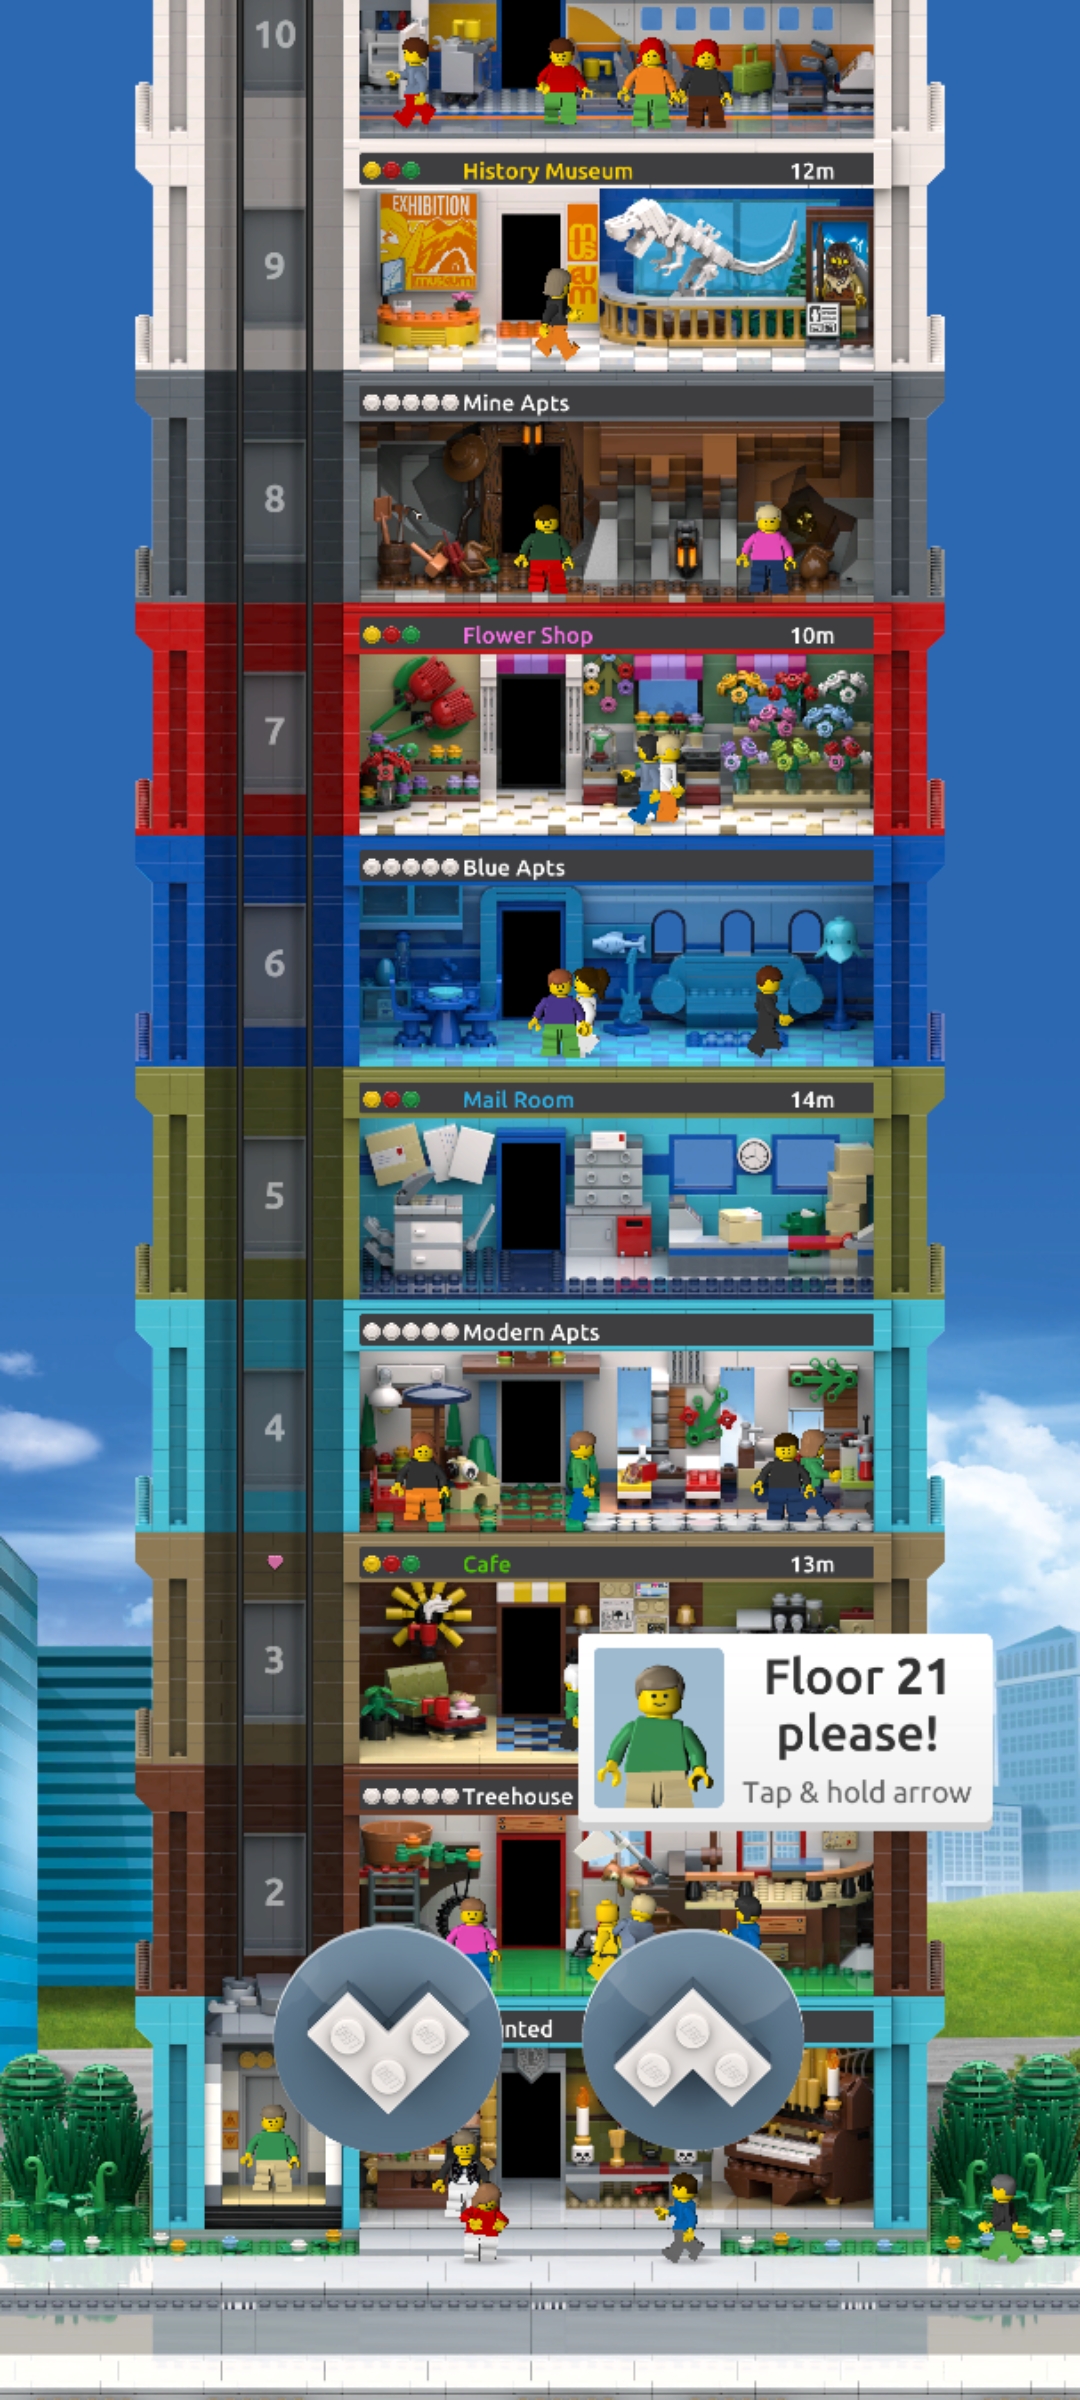 10
History Museum 12m
EXHIBITION
museum!
9
Mine Apts
8
Flower Shop 10m
7
Blue Apts
6
Mail Room 14m
5
Modern Apts
4
Cafe 13m
3
Floor 21
please!
Tap & hold arrow
Treehouse
2
nted